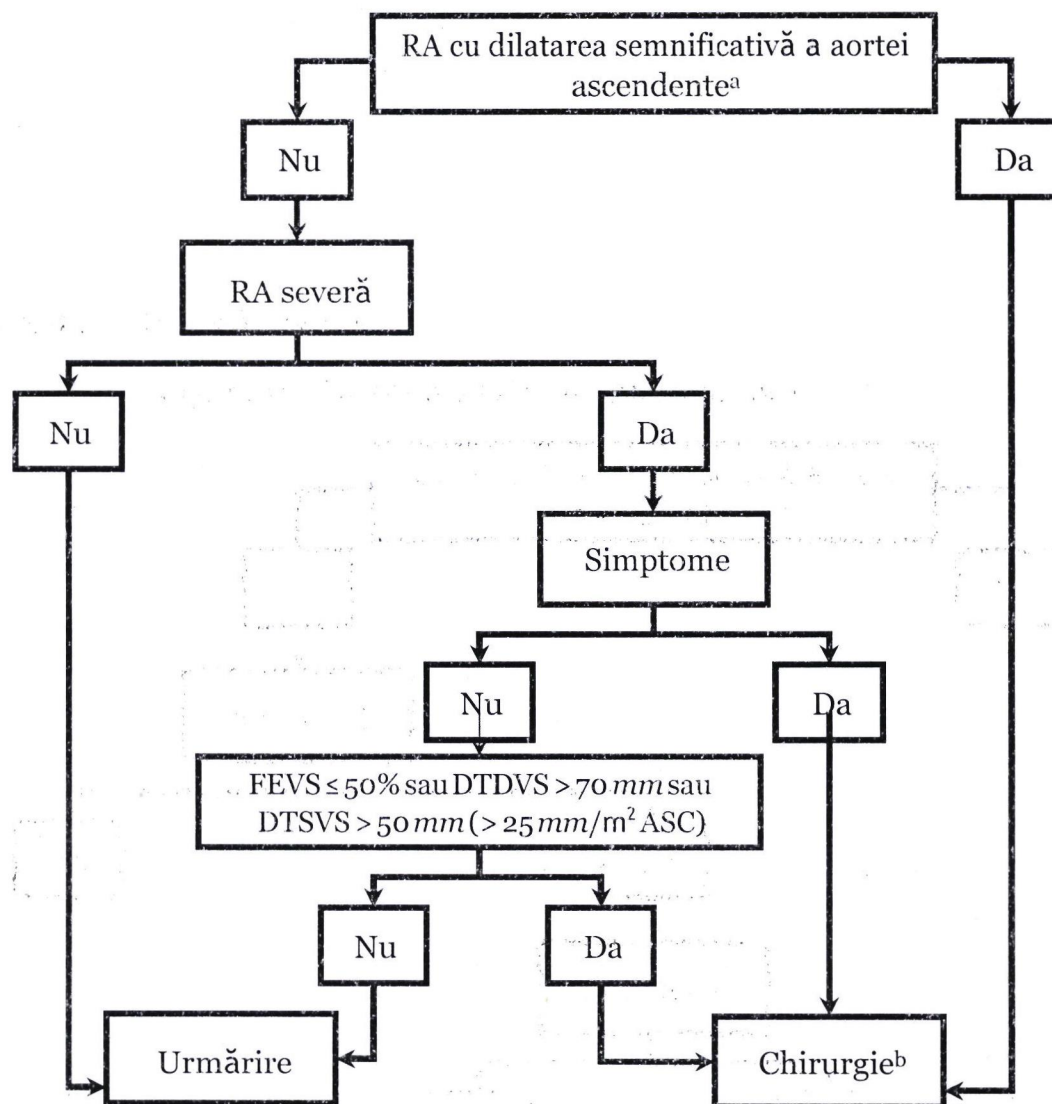 RA cu dilatarea semnificativă a aortei
ascendenteᵃ
Nu
Da
RA severă
Nu
Da
Simptome
Nu
Da
FEVS ≤ 50% sau DTDVS > 70 mm sau
DTSVS > 50 mm (> 25 mm/m² ASC)
Nu
Da
Urmărire
Chirurgieᵇ